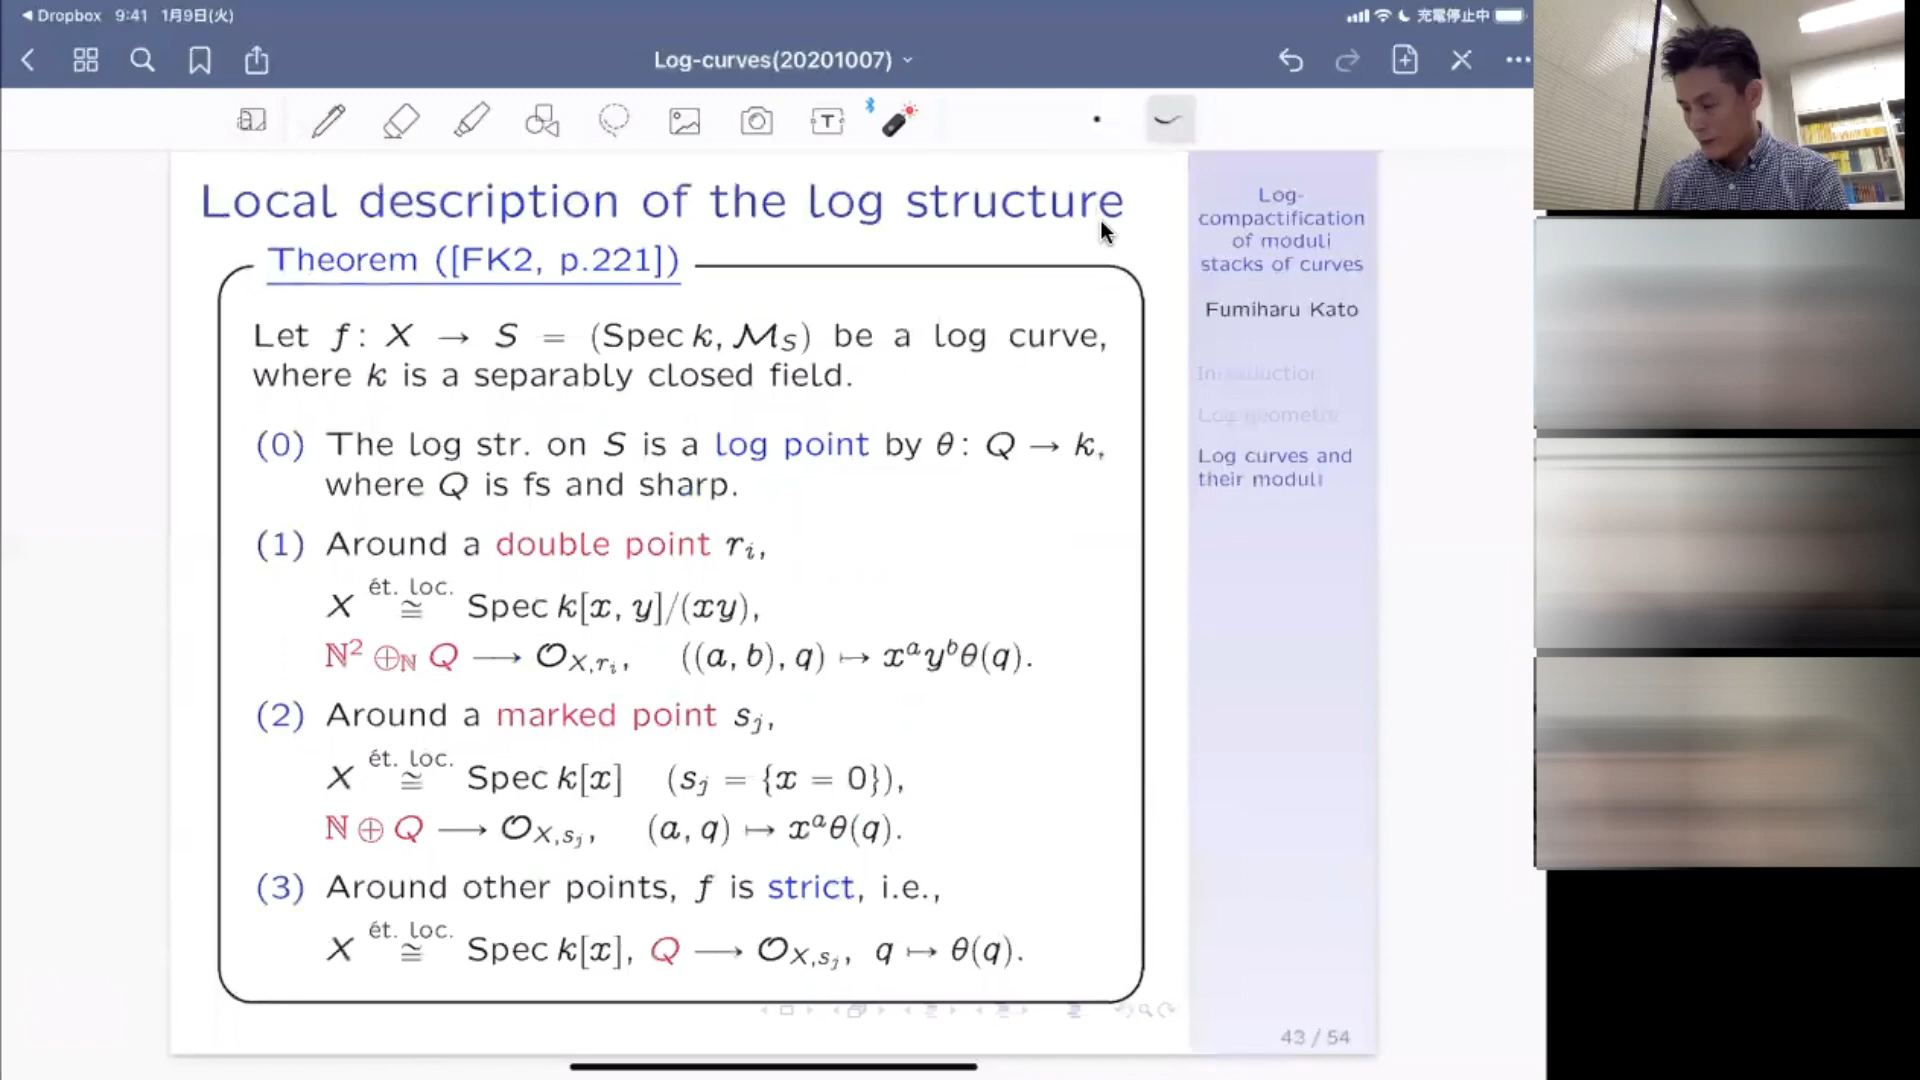 Dropbox 9:41 1月9日(火)
充電停止中
Log-curves(20201007)
Local description of the log structure
Theorem ([FK2, p.221])
Let f: X → S = (Spec k, ℳ_S) be a log curve,
where k is a separably closed field.
(0) The log str. on S is a log point by θ: Q → k,
where Q is fs and sharp.
(1) Around a double point r_i,
X ét. loc. ≅ Spec k[x, y]/(xy),
ℕ² ⊕_ℕ Q ⟶ 𝒪_{X,r_i}, ((a, b), q) ↦ x^a y^b θ(q).
(2) Around a marked point s_j,
X ét. loc. ≅ Spec k[x] (s_j = {x = 0}),
ℕ ⊕ Q ⟶ 𝒪_{X,s_j}, (a, q) ↦ x^a θ(q).
(3) Around other points, f is strict, i.e.,
X ét. loc. ≅ Spec k[x], Q ⟶ 𝒪_{X,s_j}, q ↦ θ(q).
Log-
compactification
of moduli
stacks of curves
Fumiharu Kato
Introduction
Log geometry
Log curves and
their moduli
43 / 54